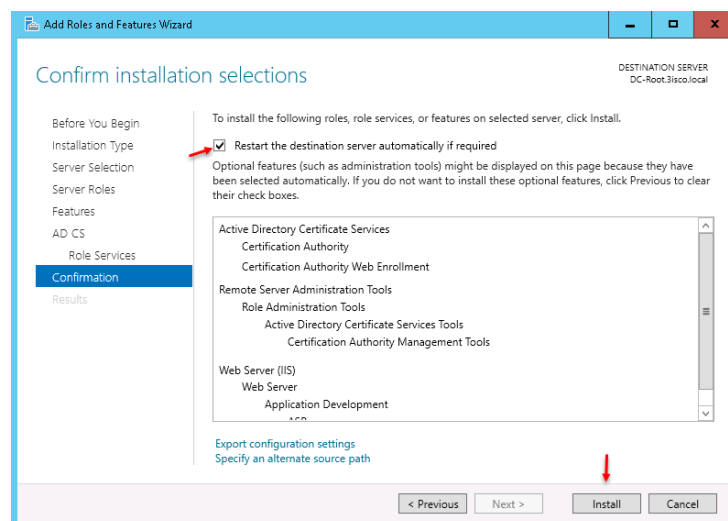 Add Roles and Features Wizard
Confirm installation selections
DESTINATION SERVER
DC-Root.3isco.local
Before You Begin
Installation Type
Server Selection
Server Roles
Features
AD CS
Role Services
Confirmation
Results
To install the following roles, role services, or features on selected server, click Install.
Restart the destination server automatically if required
Optional features (such as administration tools) might be displayed on this page because they have
been selected automatically. If you do not want to install these optional features, click Previous to clear
their check boxes.
Active Directory Certificate Services
Certification Authority
Certification Authority Web Enrollment
Remote Server Administration Tools
Role Administration Tools
Active Directory Certificate Services Tools
Certification Authority Management Tools
Web Server (IIS)
Web Server
Application Development
Export configuration settings
Specify an alternate source path
< Previous
Next >
Install
Cancel